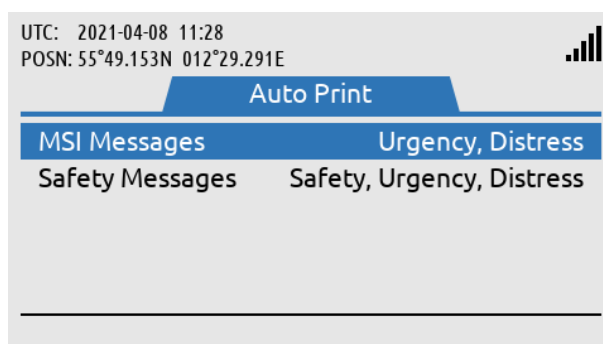 UTC: 2021-04-08 11:28
POSN: 55°49.153N 012°29.291E
Auto Print
MSI Messages Urgency, Distress
Safety Messages Safety, Urgency, Distress